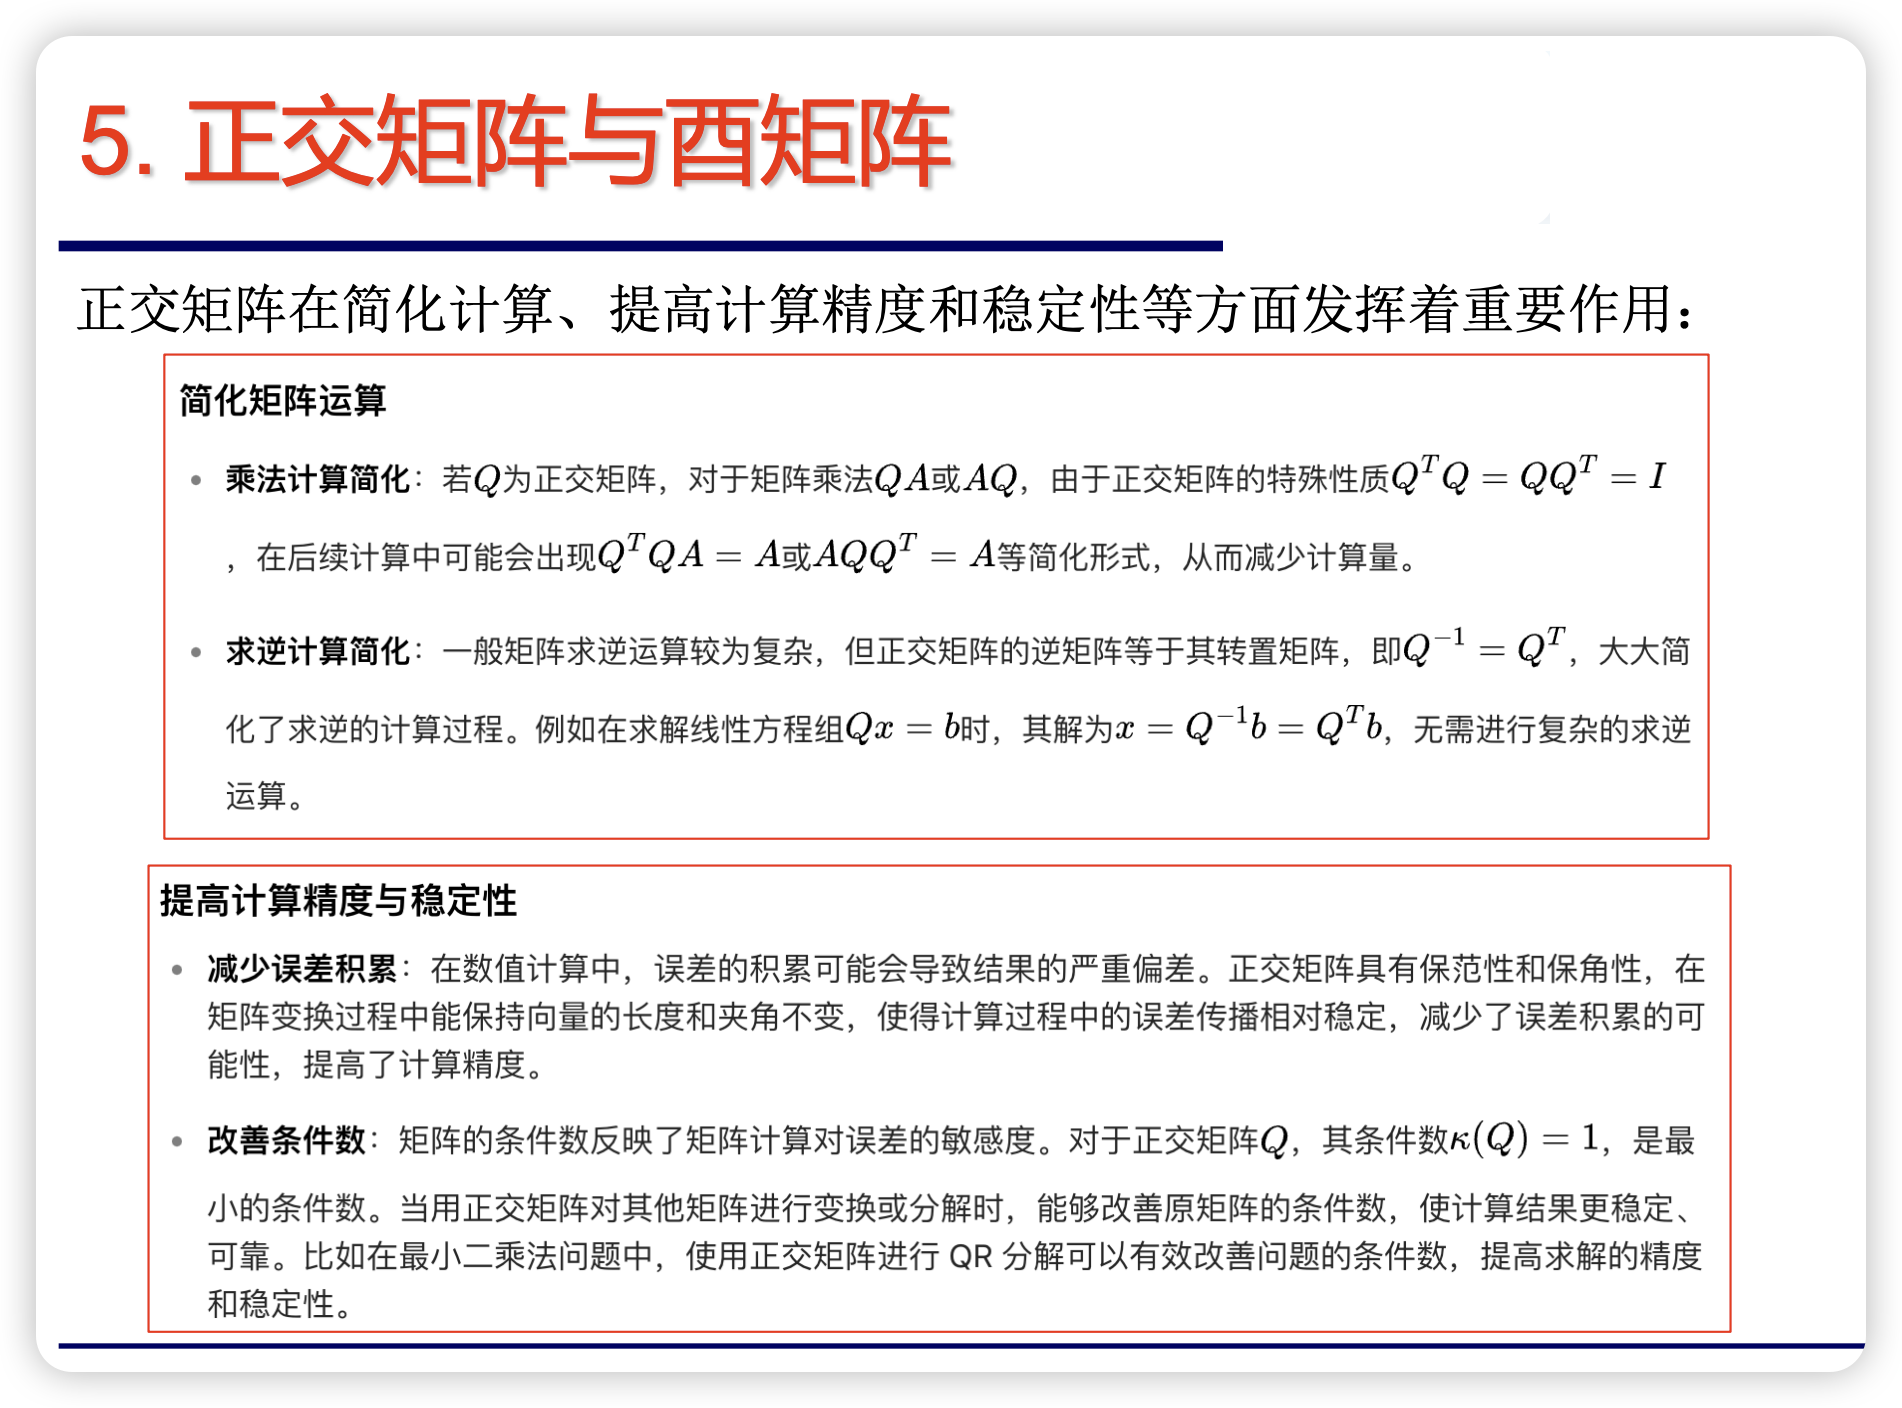 5. 正交矩阵与酉矩阵
正交矩阵在简化计算、提高计算精度和稳定性等方面发挥着重要作用：
简化矩阵运算
• 乘法计算简化：若Q为正交矩阵，对于矩阵乘法QA或AQ，由于正交矩阵的特殊性质Q^T Q = QQ^T = I
，在后续计算中可能会出现Q^T QA = A或AQQ^T = A等简化形式，从而减少计算量。
• 求逆计算简化：一般矩阵求逆运算较为复杂，但正交矩阵的逆矩阵等于其转置矩阵，即Q^{-1} = Q^T，大大简
化了求逆的计算过程。例如在求解线性方程组Qx = b时，其解为x = Q^{-1}b = Q^T b，无需进行复杂的求逆
运算。
提高计算精度与稳定性
• 减少误差积累：在数值计算中，误差的积累可能会导致结果的严重偏差。正交矩阵具有保范性和保角性，在
矩阵变换过程中能保持向量的长度和夹角不变，使得计算过程中的误差传播相对稳定，减少了误差积累的可
能性，提高了计算精度。
• 改善条件数：矩阵的条件数反映了矩阵计算对误差的敏感度。对于正交矩阵Q，其条件数κ(Q) = 1，是最
小的条件数。当用正交矩阵对其他矩阵进行变换或分解时，能够改善原矩阵的条件数，使计算结果更稳定、
可靠。比如在最小二乘法问题中，使用正交矩阵进行 QR 分解可以有效改善问题的条件数，提高求解的精度
和稳定性。